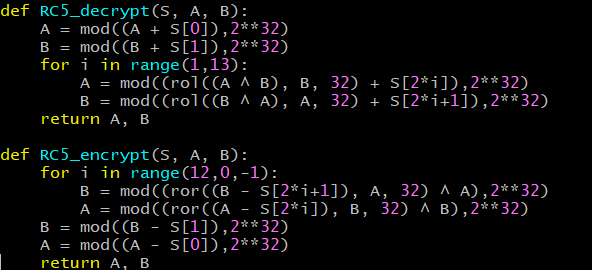 def RC5_decrypt(S, A, B):
    A = mod((A + S[0]),2**32)
    B = mod((B + S[1]),2**32)
    for i in range(1,13):
        A = mod((rol((A ^ B), B, 32) + S[2*i]),2**32)
        B = mod((rol((B ^ A), A, 32) + S[2*i+1]),2**32)
    return A, B

def RC5_encrypt(S, A, B):
    for i in range(12,0,-1):
        B = mod((ror((B - S[2*i+1]), A, 32) ^ A),2**32)
        A = mod((ror((A - S[2*i]), B, 32) ^ B),2**32)
    B = mod((B - S[1]),2**32)
    A = mod((A - S[0]),2**32)
    return A, B